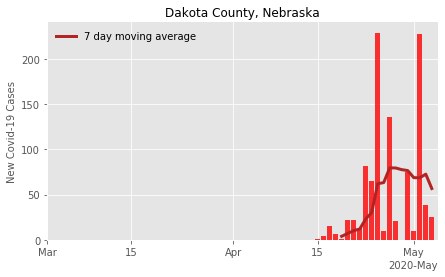 Dakota County, Nebraska
7 day moving average
New Covid-19 Cases
200
150
100
50
0
Mar 15 Apr 15 May
2020-May